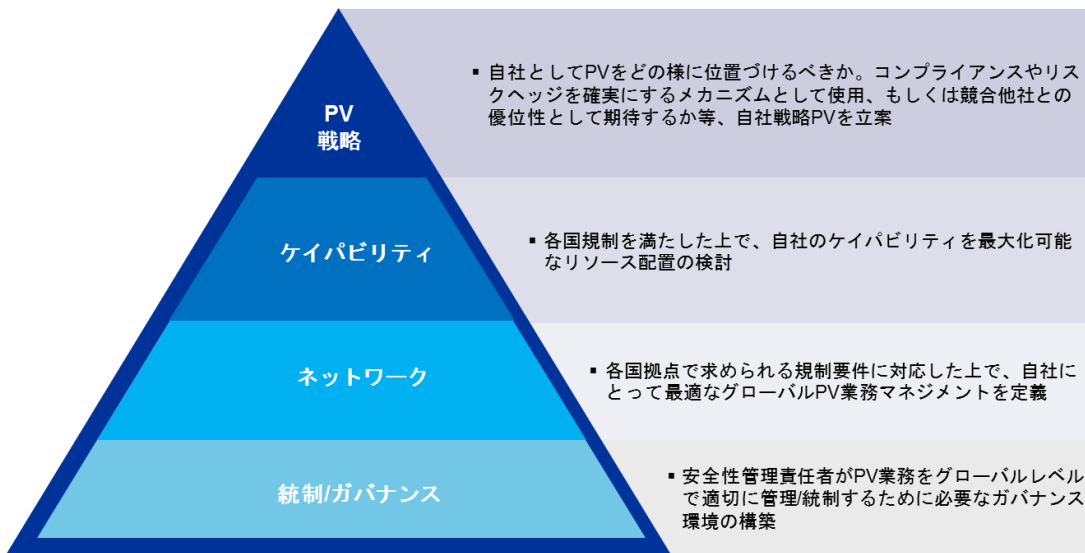 PV
戦略
▪ 自社としてPVをどの様に位置づけるべきか。コンプライアンスやリス
クヘッジを確実にするメカニズムとして使用、もしくは競合他社との
優位性として期待するか等、自社戦略PVを立案
ケイパビリティ
▪ 各国規制を満たした上で、自社のケイパビリティを最大化可能
なリソース配置の検討
ネットワーク
▪ 各国拠点で求められる規制要件に対応した上で、自社に
とって最適なグローバルPV業務マネジメントを定義
統制/ガバナンス
▪ 安全性管理責任者がPV業務をグローバルレベル
で適切に管理/統制するために必要なガバナンス
環境の構築